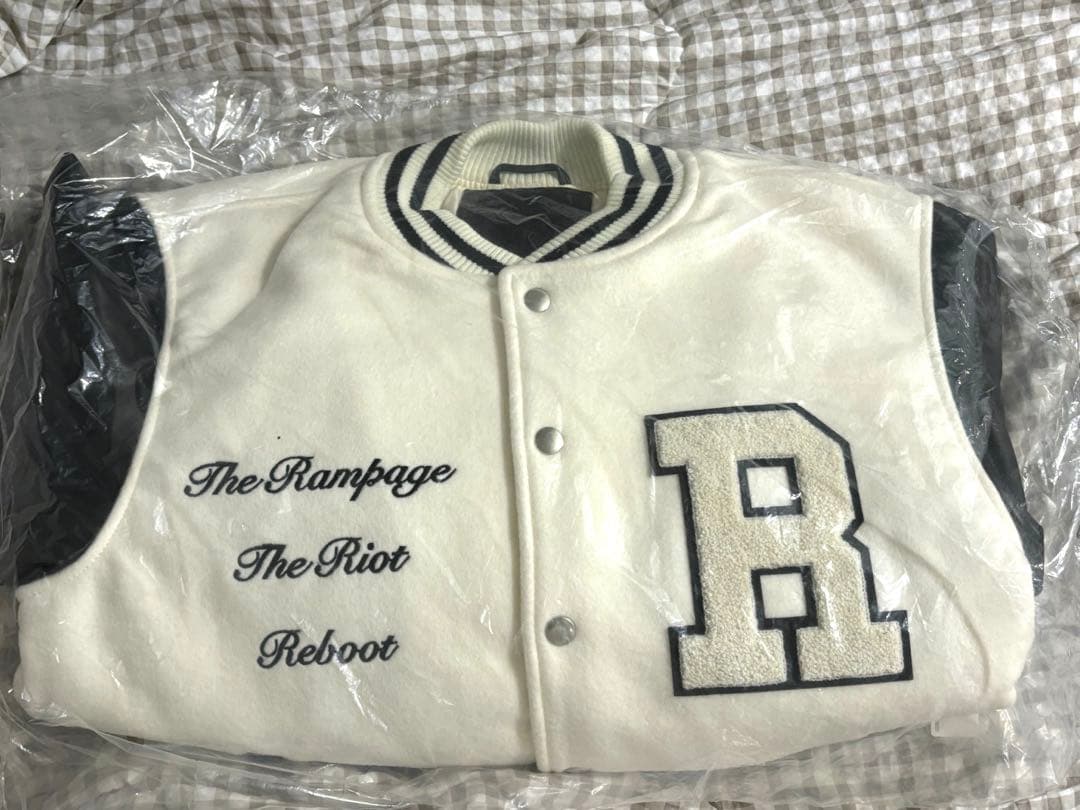 The Rampage
The Riot
Reboot
R